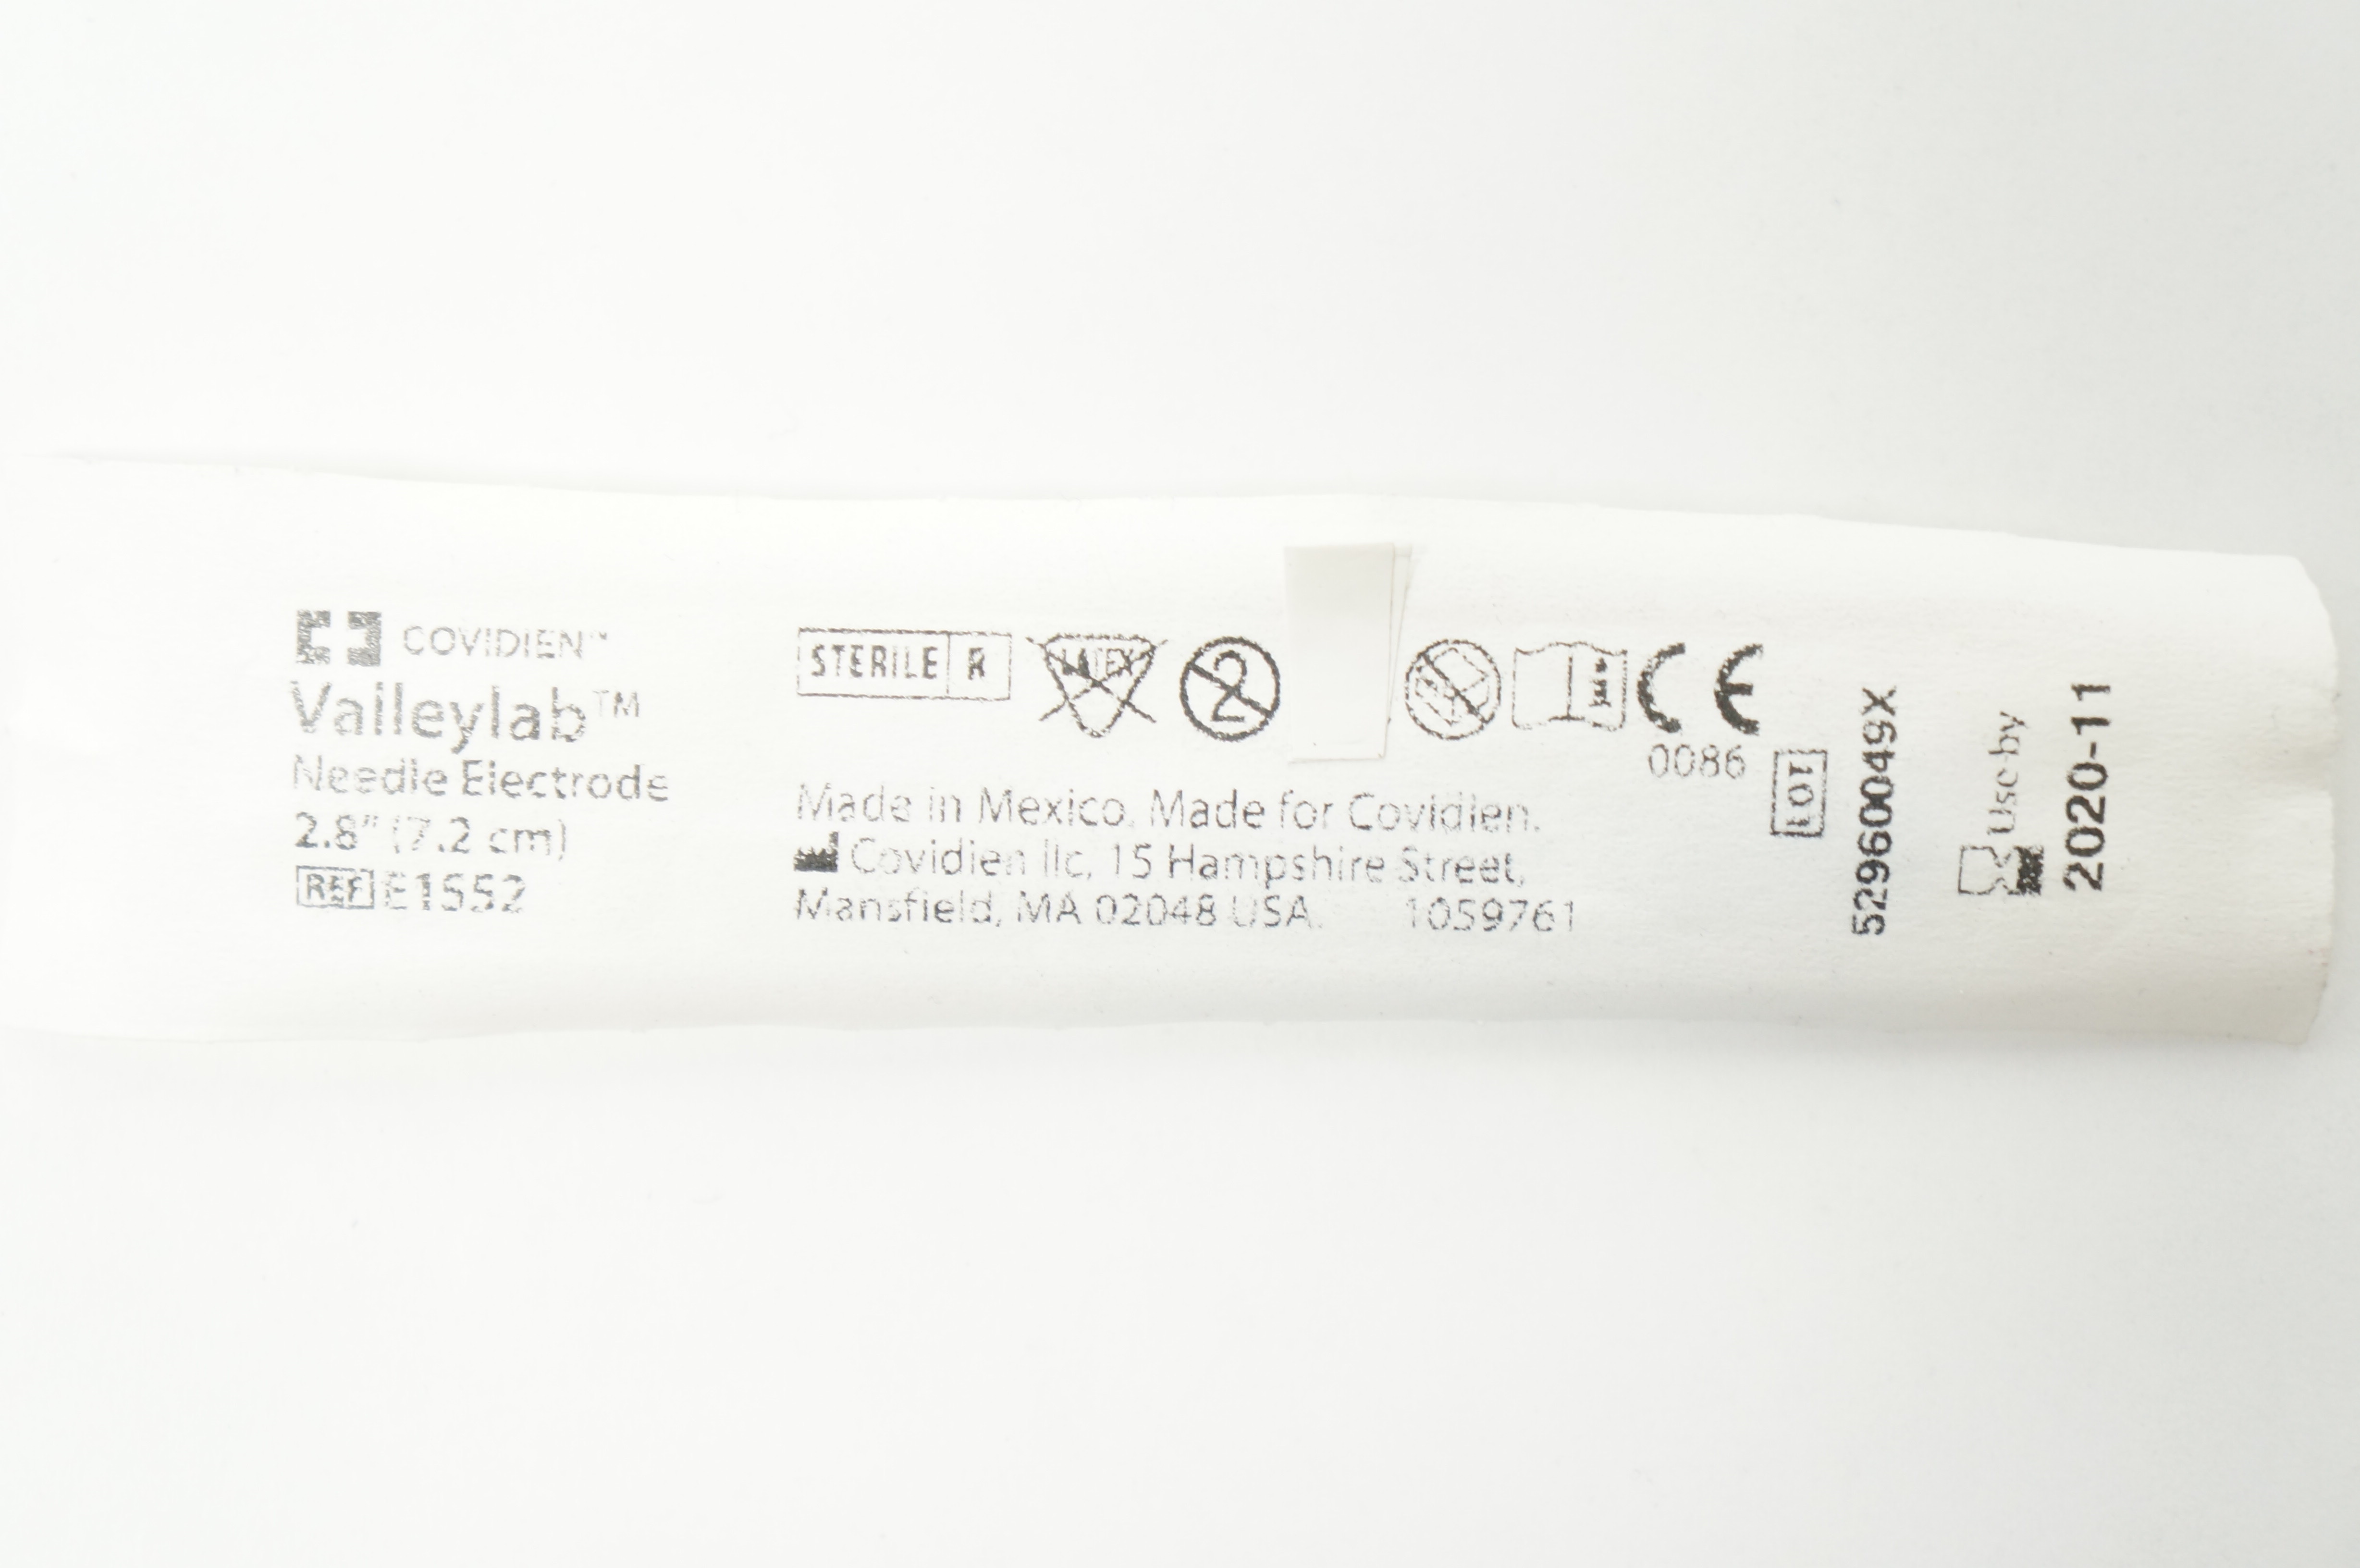 COVIDIEN™
Valleylab™
Needle Electrode
2.8" (7.2 cm)
REF E1552
STERILE R
LATEX
2
0086
Made in Mexico. Made for Covidien.
Covidien llc, 15 Hampshire Street,
Mansfield, MA 02048 USA. 1059761
LOT
529600049X
Use by
2020-11